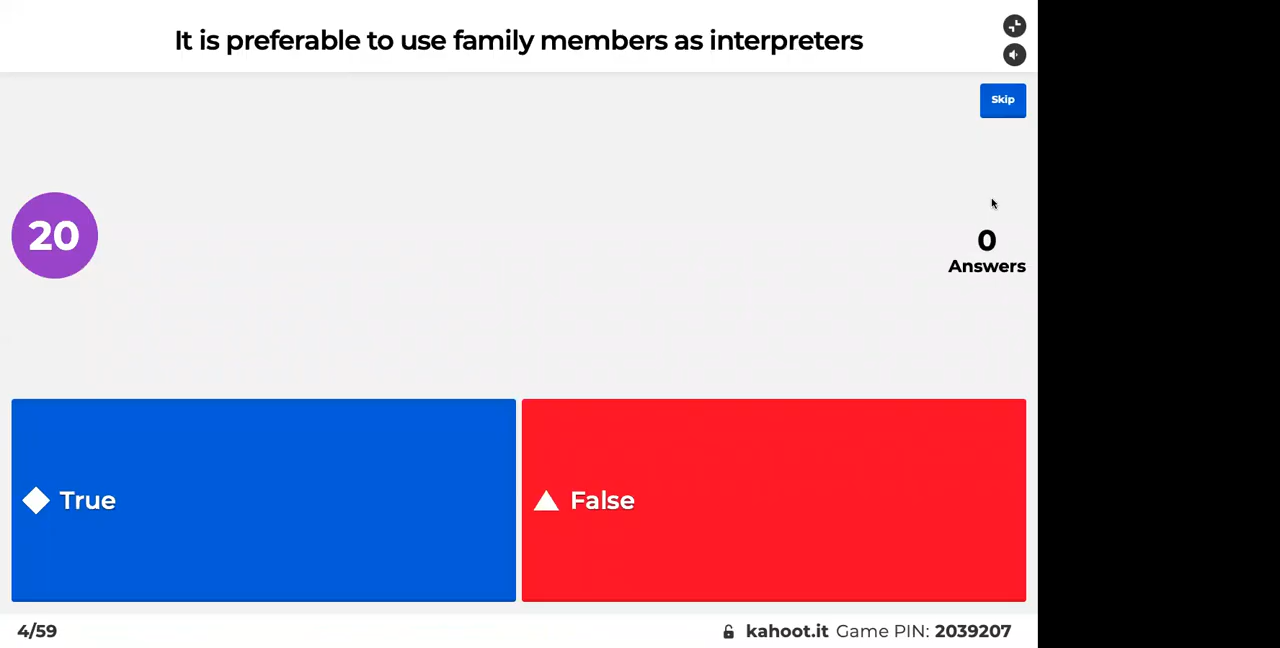 It is preferable to use family members as interpreters
Skip
20
0
Answers
True
False
4/59
kahoot.it Game PIN: 2039207